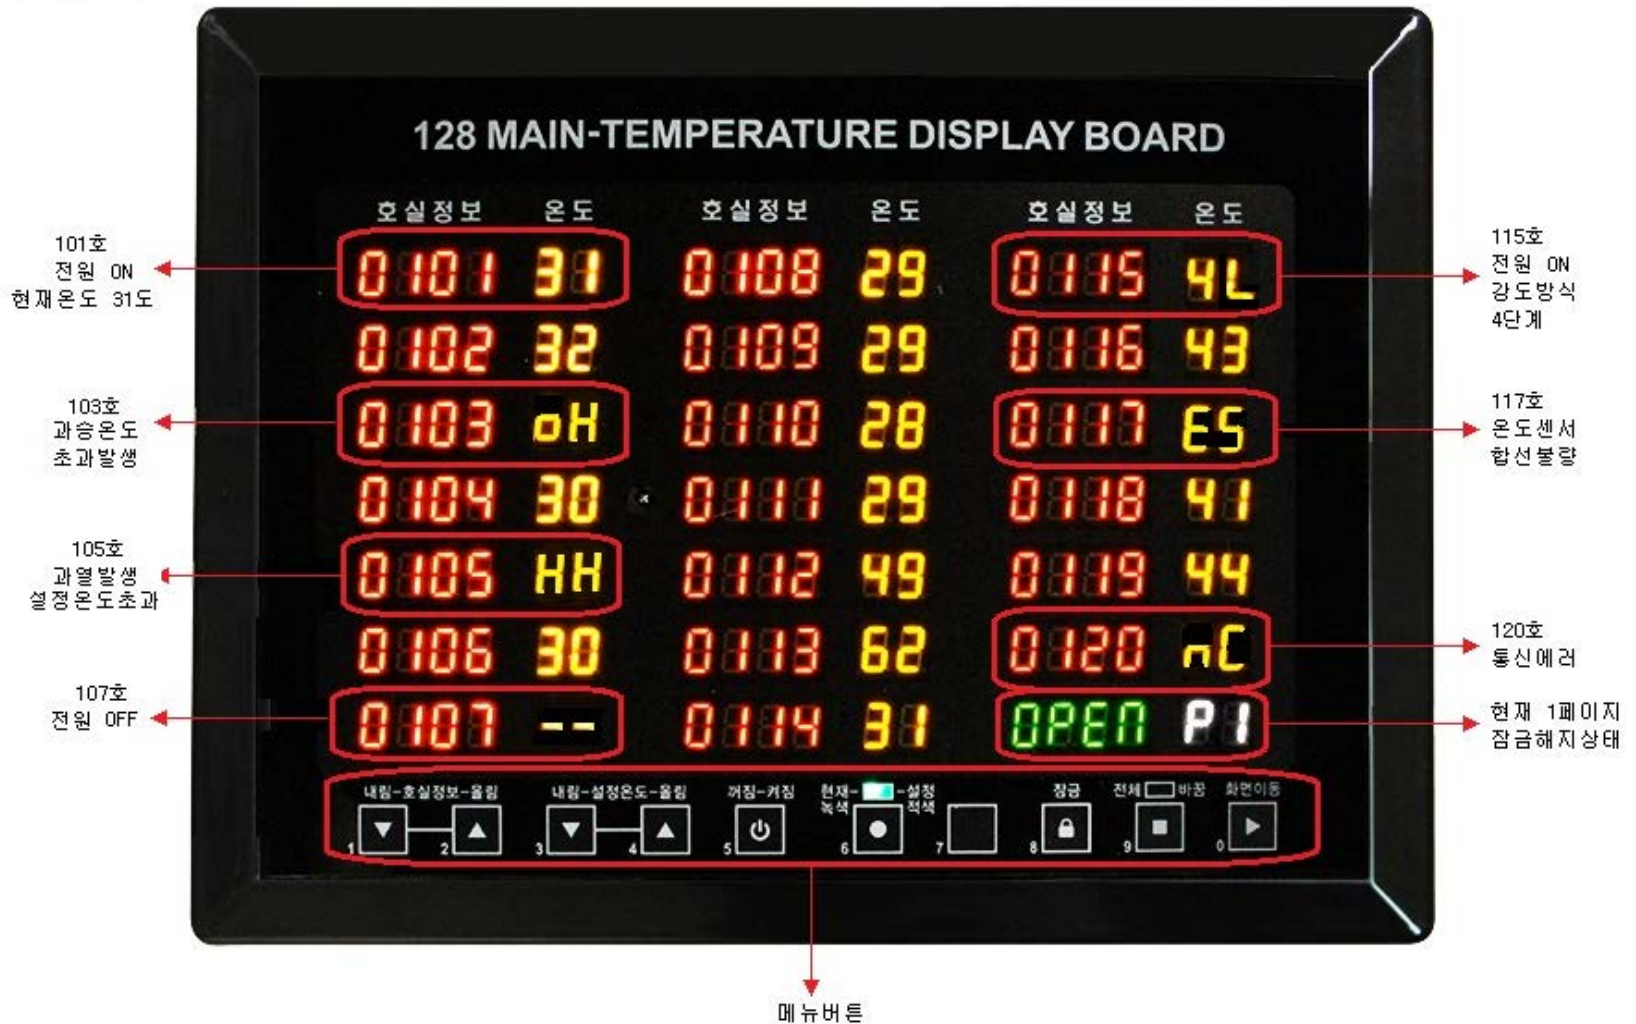 128 MAIN-TEMPERATURE DISPLAY BOARD
호실정보 온도 호실정보 온도 호실정보 온도
0101 31 0108 29 0115 4L
0102 32 0109 29 0116 43
0103 oH 0110 28 0117 ES
0104 30 0111 29 0118 41
0105 HH 0112 49 0119 44
0106 30 0113 62 0120 nC
0107 -- 0114 31 OPEN P1
내림-호실정보-올림 내림-설정온도-올림 꺼짐-켜짐 현재- -설정 잠금 전체 바꿈 화면이동
녹색 적색
1 2 3 4 5 6 7 8 9 0
101호
전원 ON
현재온도 31도
103호
과승온도
초과발생
105호
과열발생
설정온도초과
107호
전원 OFF
115호
전원 ON
강도방식
4단계
117호
온도센서
합선불량
120호
통신에러
현재 1페이지
잠금해지상태
메뉴버튼